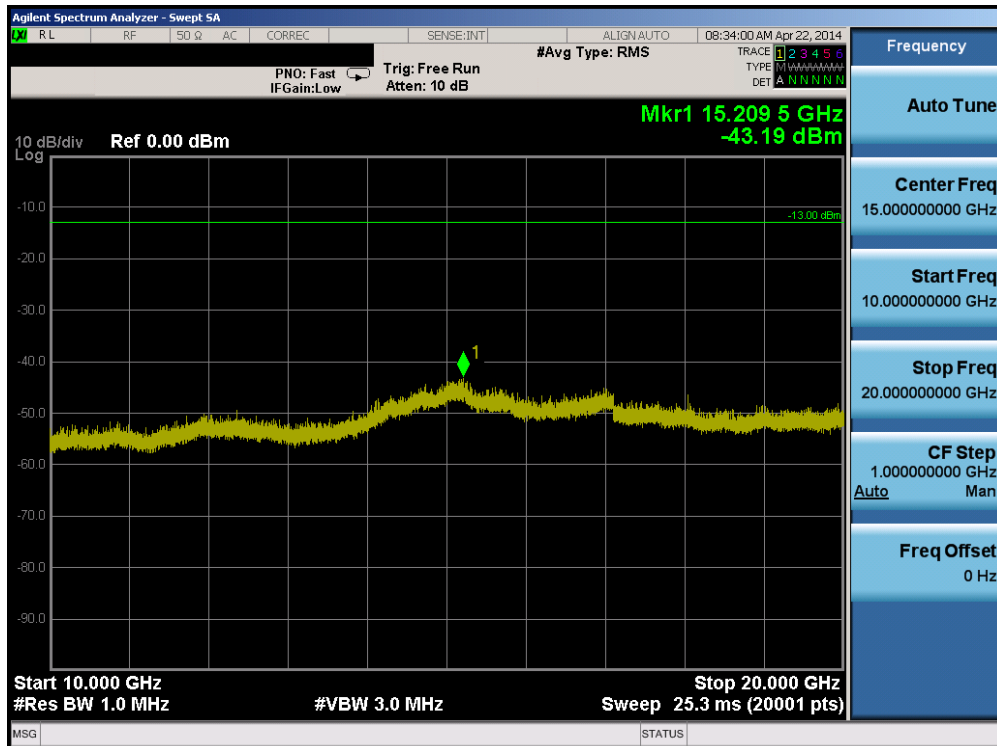 Agilent Spectrum Analyzer - Swept SA
LXI RL RF 50 Ω AC CORREC SENSE:INT ALIGN AUTO 08:34:00 AM Apr 22, 2014
PNO: Fast
IFGain:Low
Trig: Free Run
Atten: 10 dB
#Avg Type: RMS
TRACE 1 2 3 4 5 6
TYPE MWWWWW
DET A N N N N N
Mkr1 15.209 5 GHz
-43.19 dBm
10 dB/div Ref 0.00 dBm
Log
-10.0
-13.00 dBm
-20.0
-30.0
-40.0
1
-50.0
-60.0
-70.0
-80.0
-90.0
Start 10.000 GHz Stop 20.000 GHz
#Res BW 1.0 MHz #VBW 3.0 MHz Sweep 25.3 ms (20001 pts)
MSG STATUS
Frequency
Auto Tune
Center Freq
15.000000000 GHz
Start Freq
10.000000000 GHz
Stop Freq
20.000000000 GHz
CF Step
1.000000000 GHz
Auto Man
Freq Offset
0 Hz